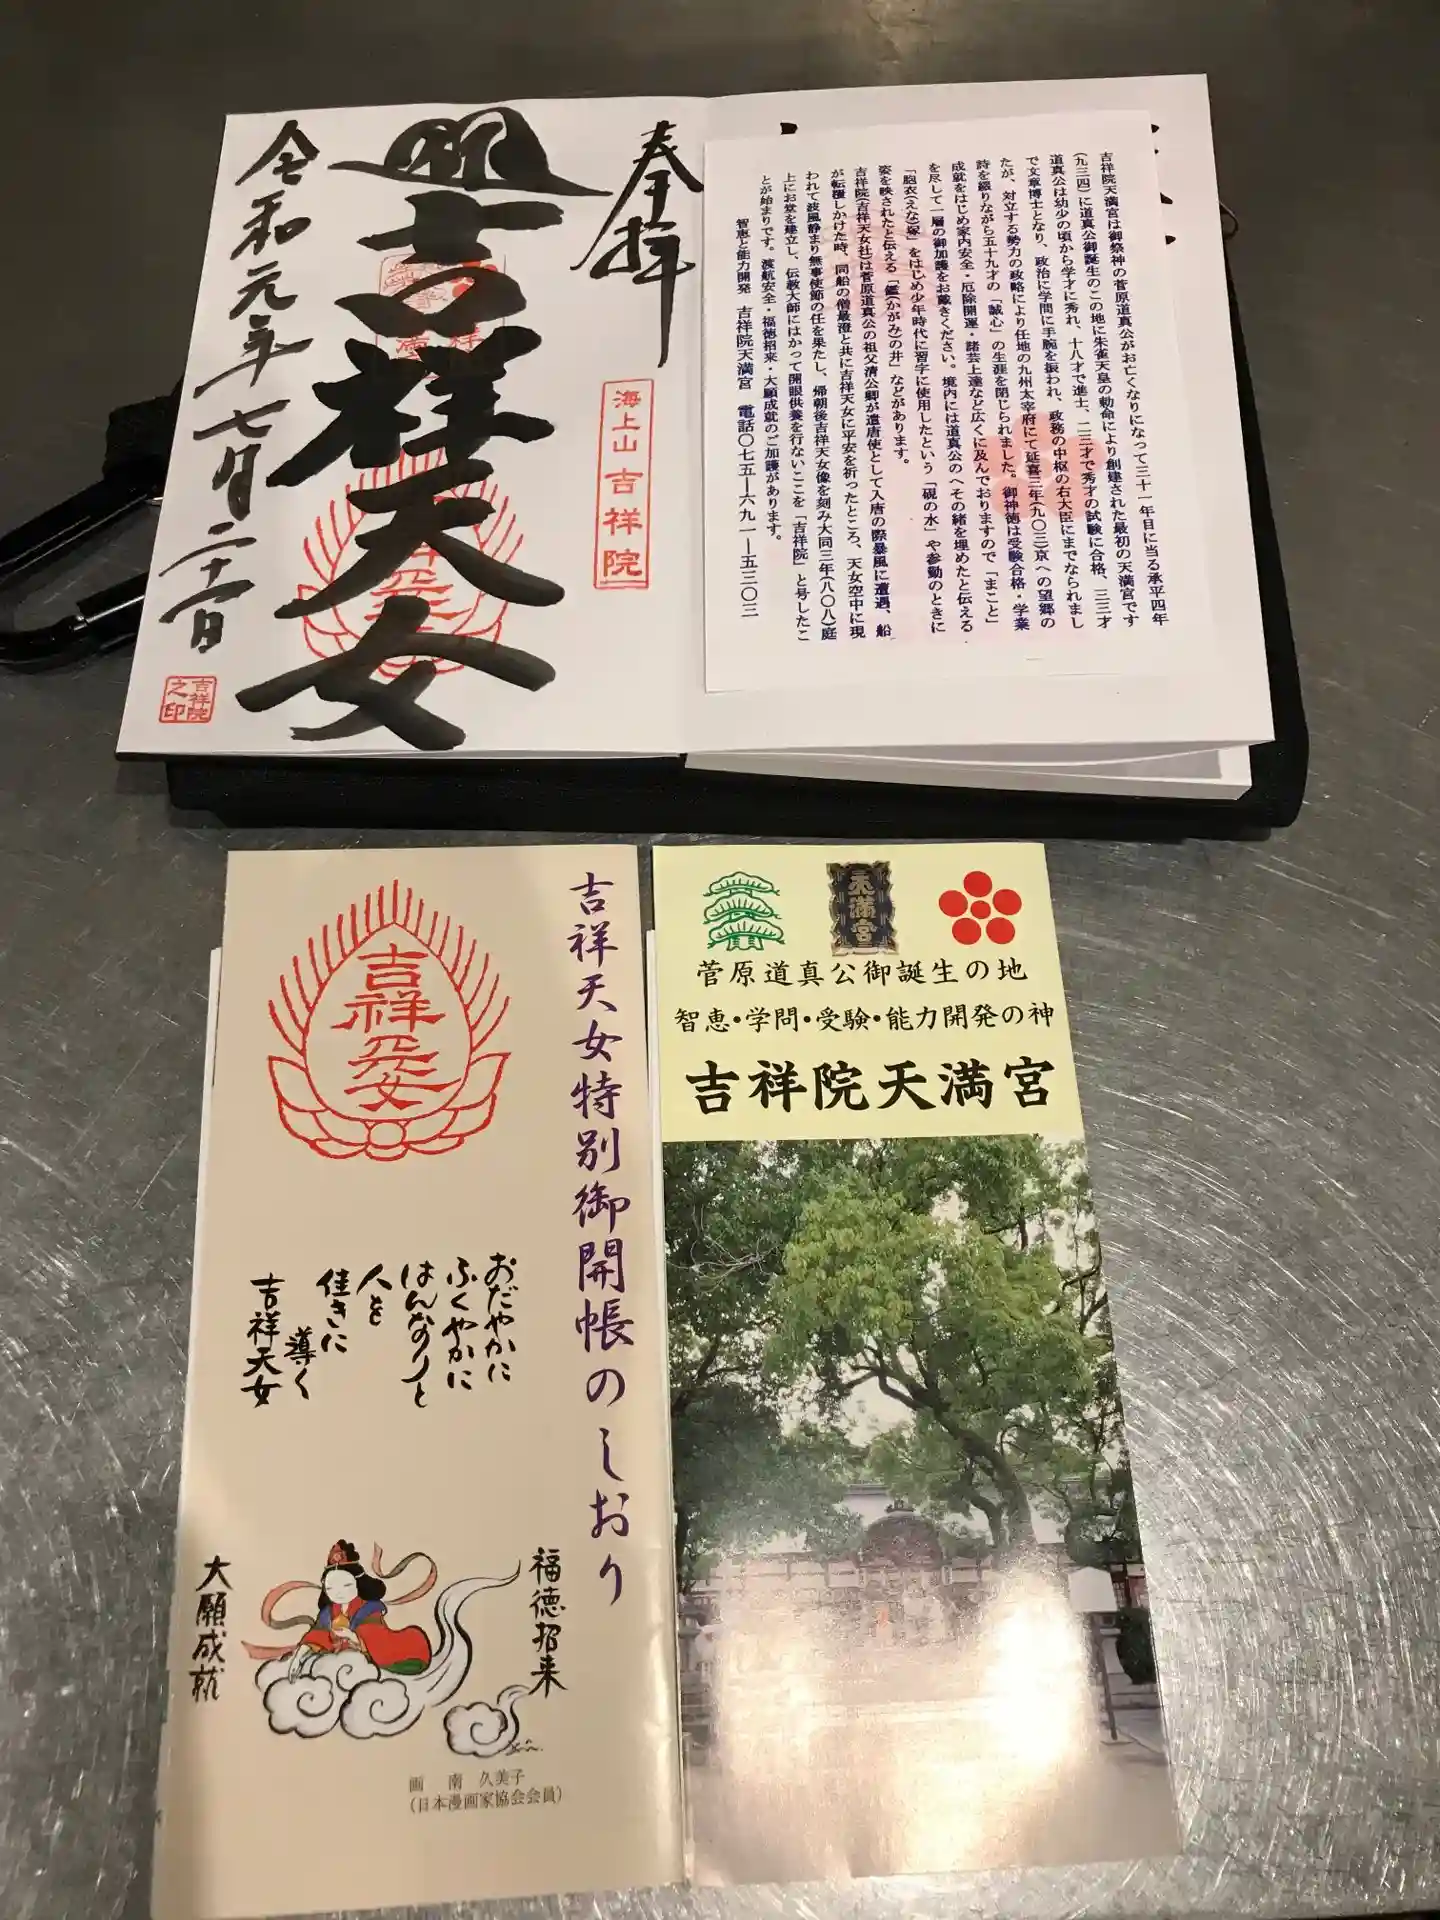 奉拝
吉祥天女
令和元年七月二十一日
海上山 吉祥院
吉祥院之印
吉祥院天満宮は御祭神の菅原道真公がお亡くなりになって三十一年目に当る承平四年
(九三四)に道真公御誕生のこの地に朱雀天皇の勅命により創建された最初の天満宮です
道真公は幼少の頃から学才に秀れ、十八才で進士、二三才で秀才の試験に合格、三三才
で文章博士となり、政治に学問に手腕を振われ、政務の中枢の右大臣にまでなられまし
たが、対立する勢力の政略により任地の九州太宰府にて延喜三年(九〇三)京への望郷の
詩を綴りながら五十九才の「誠心」の生涯を閉じられました。御神徳は受験合格・学業
成就をはじめ家内安全・厄除開運・諸芸上達など広くに及んでおりますので「まこと」
を尽して一層の御加護をお戴きください。境内には道真公のへその緒を埋めたと伝える
「胞衣(えな)塚」をはじめ少年時代に習字に使用したという「硯の水」や参勤のときに
姿を映されたと伝える「鑑(かがみ)の井」などがあります。
吉祥院(吉祥天女社)は菅原道真公の祖父清公卿が遣唐使として入唐の際暴風に遭遇、船
が転覆しかけた時、同船の僧最澄と共に吉祥天女に平安を祈ったところ、天女空中に現
われて波風静まり無事使節の任を果たし、帰朝後吉祥天女像を刻み大同三年(八〇八)庭
上にお堂を建立し、伝教大師にはかって開眼供養を行ないここを「吉祥院」と号したこ
とが始まりです。渡航安全・福徳招来・大願成就のご加護があります。
智恵と能力開発 吉祥院天満宮 電話〇七五―六九一―五三〇三
吉祥天女特別御開帳のしおり
吉祥天女
おだやかに
ふくやかに
はんなりと
人を
佳きに
導く
吉祥天女
福徳招来
大願成就
画 南 久美子
(日本漫画家協会会員)
天満宮
菅原道真公御誕生の地
智恵・学問・受験・能力開発の神
吉祥院天満宮